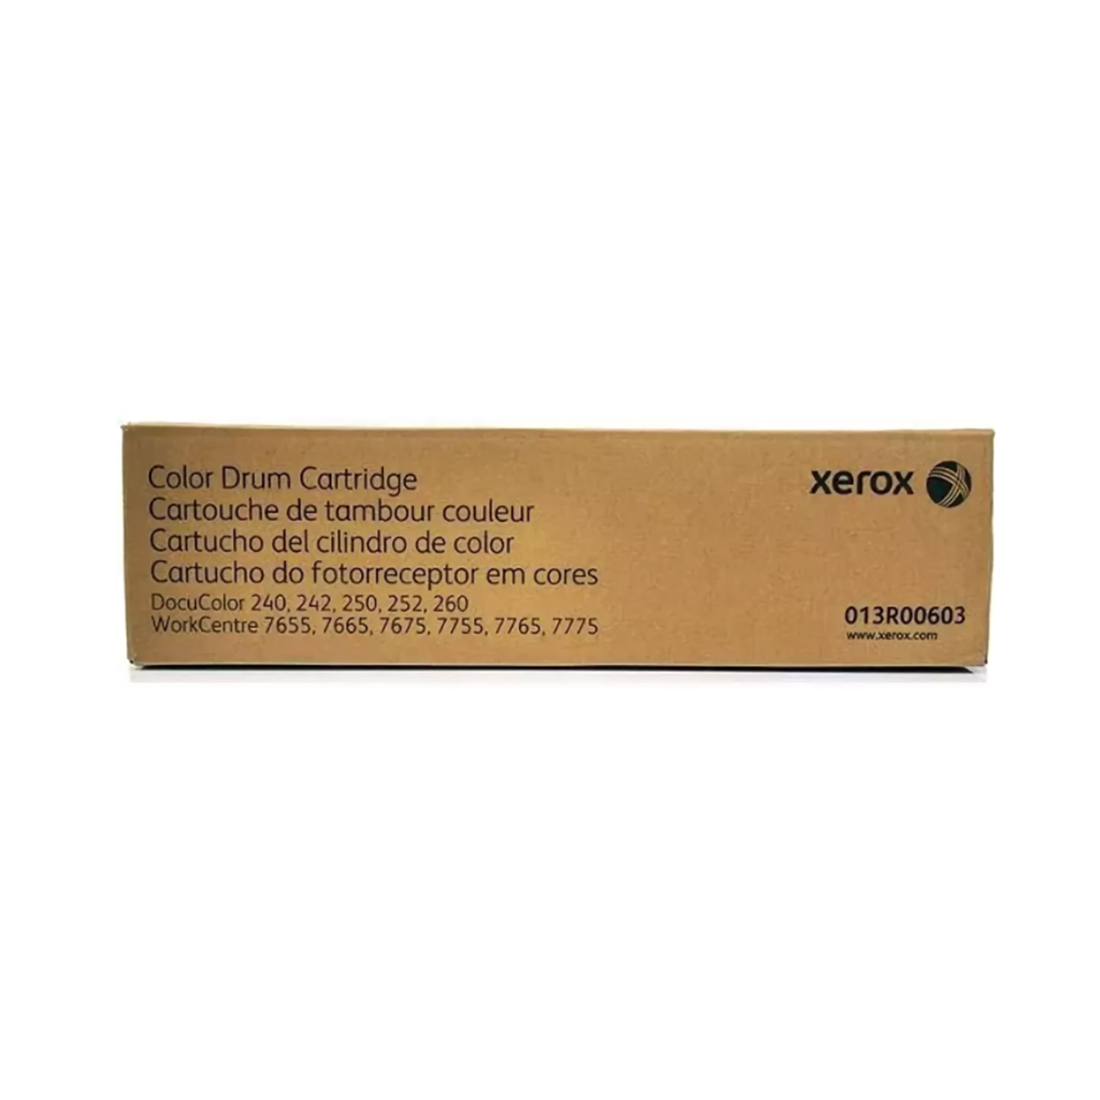 Color Drum Cartridge
Cartouche de tambour couleur
Cartucho del cilindro de color
Cartucho do fotorreceptor em cores
DocuColor 240, 242, 250, 252, 260
WorkCentre 7655, 7665, 7675, 7755, 7765, 7775
xerox
013R00603
www.xerox.com